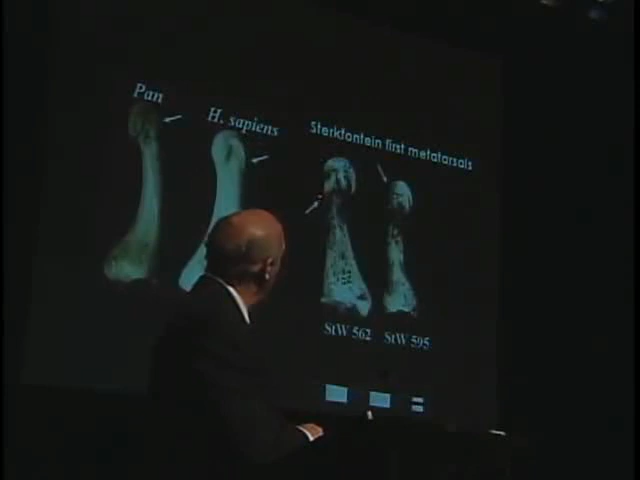 Pan
H. sapiens
Sterkfontein first metatarsals
StW 562
StW 595